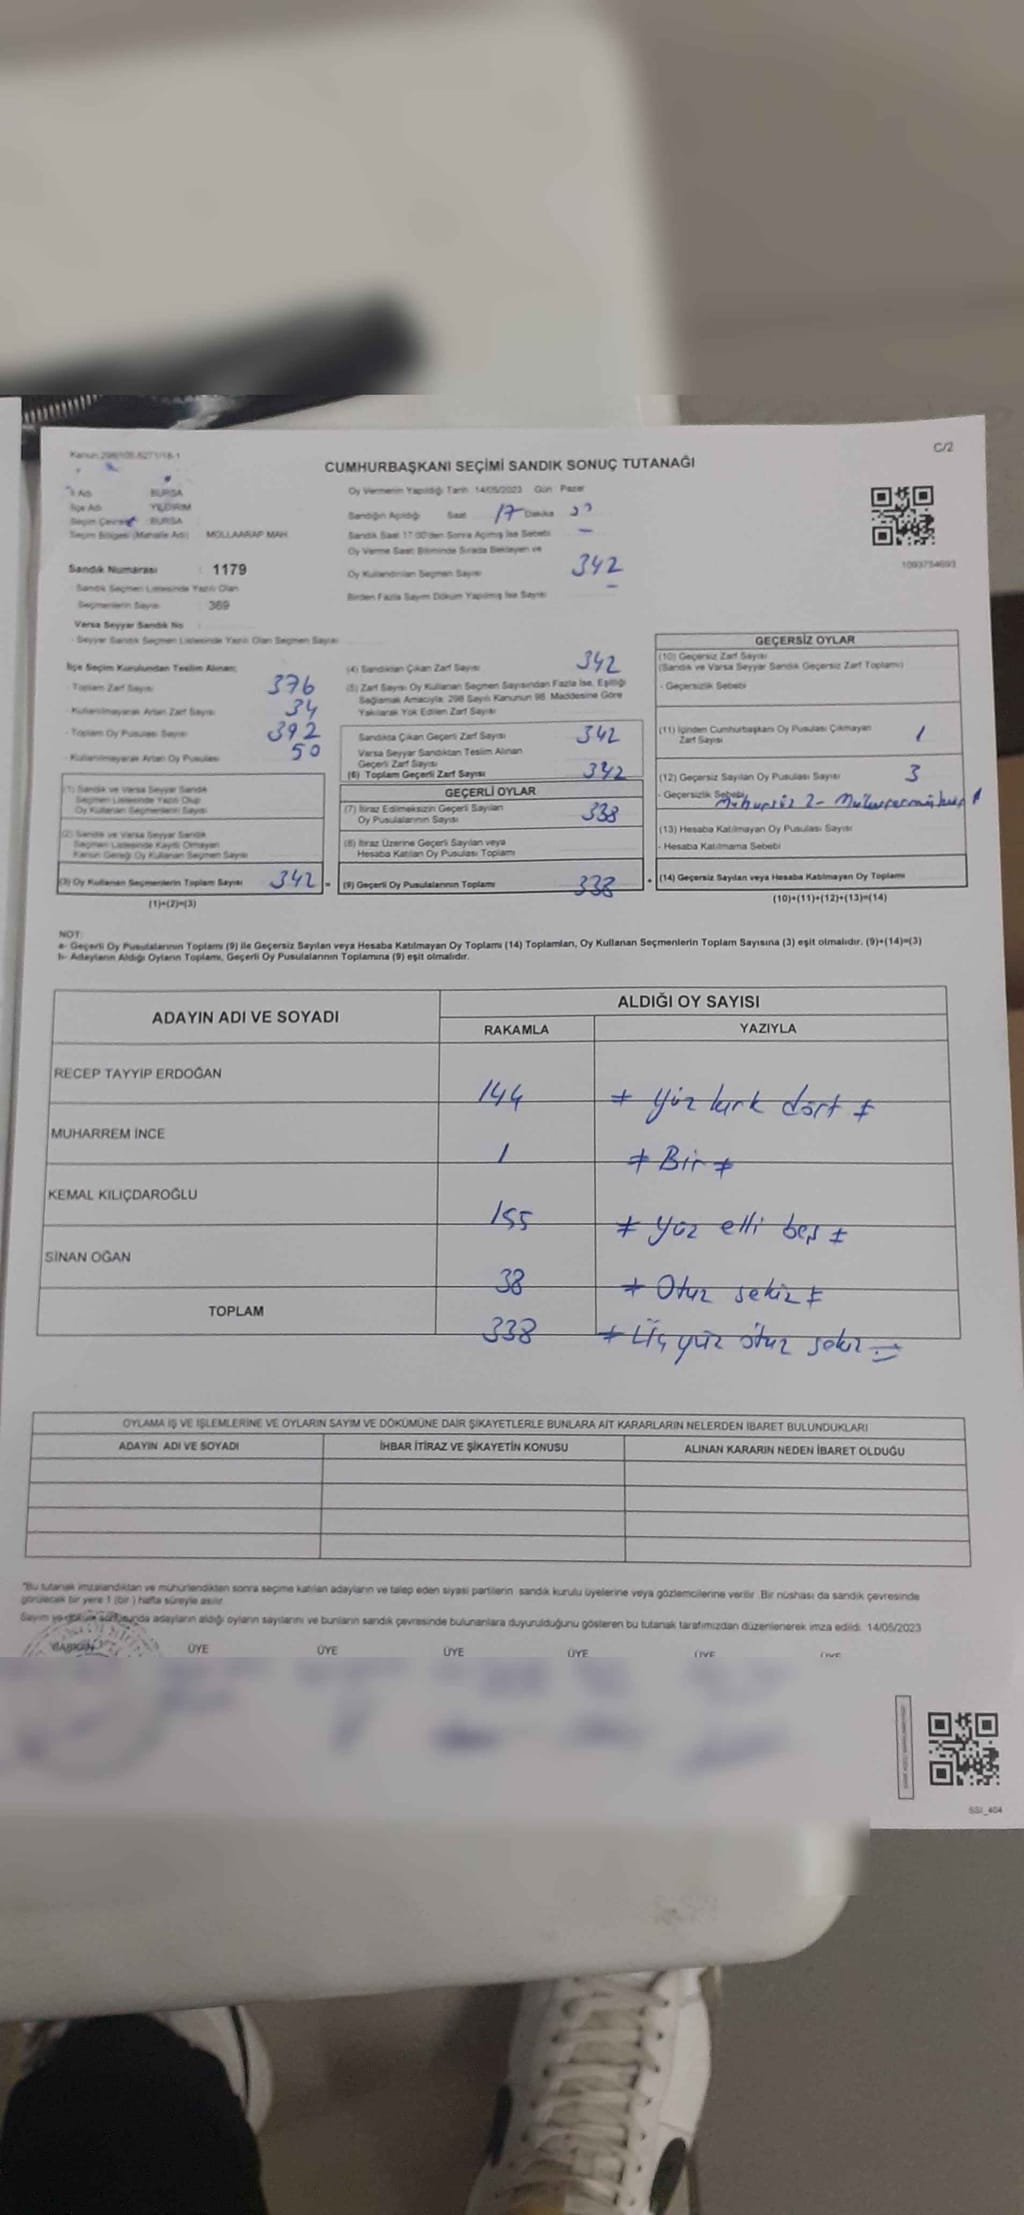 Kanun:298/105,6271/18-1
C/2
CUMHURBAŞKANI SEÇİMİ SANDIK SONUÇ TUTANAĞI
İl Adı BURSA
İlçe Adı YILDIRIM
Seçim Çevresi BURSA
Seçim Bölgesi (Mahalle Adı) MOLLAARAP MAH.
Sandık Numarası : 1179
Sandık Seçmen Listesinde Yazılı Olan
Seçmenlerin Sayısı : 369
Varsa Seyyar Sandık No
- Seyyar Sandık Seçmen Listesinde Yazılı Olan Seçmen Sayısı
Oy Vermenin Yapıldığı Tarih :14/05/2023 Gün : Pazar
Sandığın Açıldığı Saat 17 Dakika
Sandık Saat 17:00'den Sonra Açılmış İse Sebebi —
Oy Verme Saati Bitiminde Sırada Bekleyen ve
Oy Kullandırılan Seçmen Sayısı 342
Birden Fazla Sayım Döküm Yapılmış İse Sayısı —
1093754693
İlçe Seçim Kurulundan Teslim Alınan;
- Toplam Zarf Sayısı 376
- Kullanılmayarak Artan Zarf Sayısı 34
- Toplam Oy Pusulası Sayısı 392
- Kullanılmayarak Artan Oy Pusulası 50
(1) Sandık ve Varsa Seyyar Sandık
Seçmen Listesinde Yazılı Olup
Oy Kullanan Seçmenlerin Sayısı
(2) Sandık ve Varsa Seyyar Sandık
Seçmen Listesinde Kayıtlı Olmayan
Kanun Gereği Oy Kullanan Seçmen Sayısı
(3) Oy Kullanan Seçmenlerin Toplam Sayısı 342
(1)+(2)=(3)
(4) Sandıktan Çıkan Zarf Sayısı 342
(5) Zarf Sayısı Oy Kullanan Seçmen Sayısından Fazla İse, Eşitliği
Sağlamak Amacıyla; 298 Sayılı Kanunun 98. Maddesine Göre
Yakılarak Yok Edilen Zarf Sayısı
Sandıkta Çıkan Geçerli Zarf Sayısı 342
Varsa Seyyar Sandıktan Teslim Alınan
Geçerli Zarf Sayısı
(6) Toplam Geçerli Zarf Sayısı 342
GEÇERLİ OYLAR
(7) İtiraz Edilmeksizin Geçerli Sayılan
Oy Pusulalarının Sayısı 338
(8) İtiraz Üzerine Geçerli Sayılan veya
Hesaba Katılan Oy Pusulası Toplamı
(9) Geçerli Oy Pusulalarının Toplamı 338
GEÇERSİZ OYLAR
(10) Geçersiz Zarf Sayısı
(Sandık ve Varsa Seyyar Sandık Geçersiz Zarf Toplamı)
- Geçersizlik Sebebi
(11) İçinden Cumhurbaşkanı Oy Pusulası Çıkmayan
Zarf Sayısı 1
(12) Geçersiz Sayılan Oy Pusulası Sayısı 3
- Geçersizlik Sebebi Mühürsüz 2-
(13) Hesaba Katılmayan Oy Pusulası Sayısı
- Hesaba Katılmama Sebebi
(14) Geçersiz Sayılan veya Hesaba Katılmayan Oy Toplamı
(10)+(11)+(12)+(13)=(14)
NOT:
a- Geçerli Oy Pusulalarının Toplamı (9) ile Geçersiz Sayılan veya Hesaba Katılmayan Oy Toplamı (14) Toplamları, Oy Kullanan Seçmenlerin Toplam Sayısına (3) eşit olmalıdır. (9)+(14)=(3)
b- Adayların Aldığı Oyların Toplamı, Geçerli Oy Pusulalarının Toplamına (9) eşit olmalıdır.
ADAYIN ADI VE SOYADI
ALDIĞI OY SAYISI
RAKAMLA YAZIYLA
RECEP TAYYIP ERDOĞAN 144 Yüz kırk dört
MUHARREM İNCE 1 Bir
KEMAL KILIÇDAROĞLU 155 Yüz elli beş
SİNAN OĞAN 38 Otuz sekiz
TOPLAM 338 Üç yüz otuz sekiz
OYLAMA İŞ VE İŞLEMLERİNE VE OYLARIN SAYIM VE DÖKÜMÜNE DAİR ŞİKAYETLERLE BUNLARA AİT KARARLARIN NELERDEN İBARET BULUNDUKLARI
ADAYIN ADI VE SOYADI İHBAR İTİRAZ VE ŞİKAYETİN KONUSU ALINAN KARARIN NEDEN İBARET OLDUĞU
*Bu tutanak imzalandıktan ve mühürlendikten sonra seçime katılan adayların ve talep eden siyasi partilerin sandık kurulu üyelerine veya gözlemcilerine verilir. Bir nüshası da sandık çevresinde
görülecek bir yere 1 (bir) hafta süreyle asılır.
Sayım ve döküm sonunda adayların aldığı oyların sayılarını ve bunların sandık çevresinde bulunanlara duyurulduğunu gösteren bu tutanak tarafımızdan düzenlenerek imza edildi. 14/05/2023
BAŞKAN ÜYE ÜYE ÜYE ÜYE ÜYE ÜYE
SSI_404